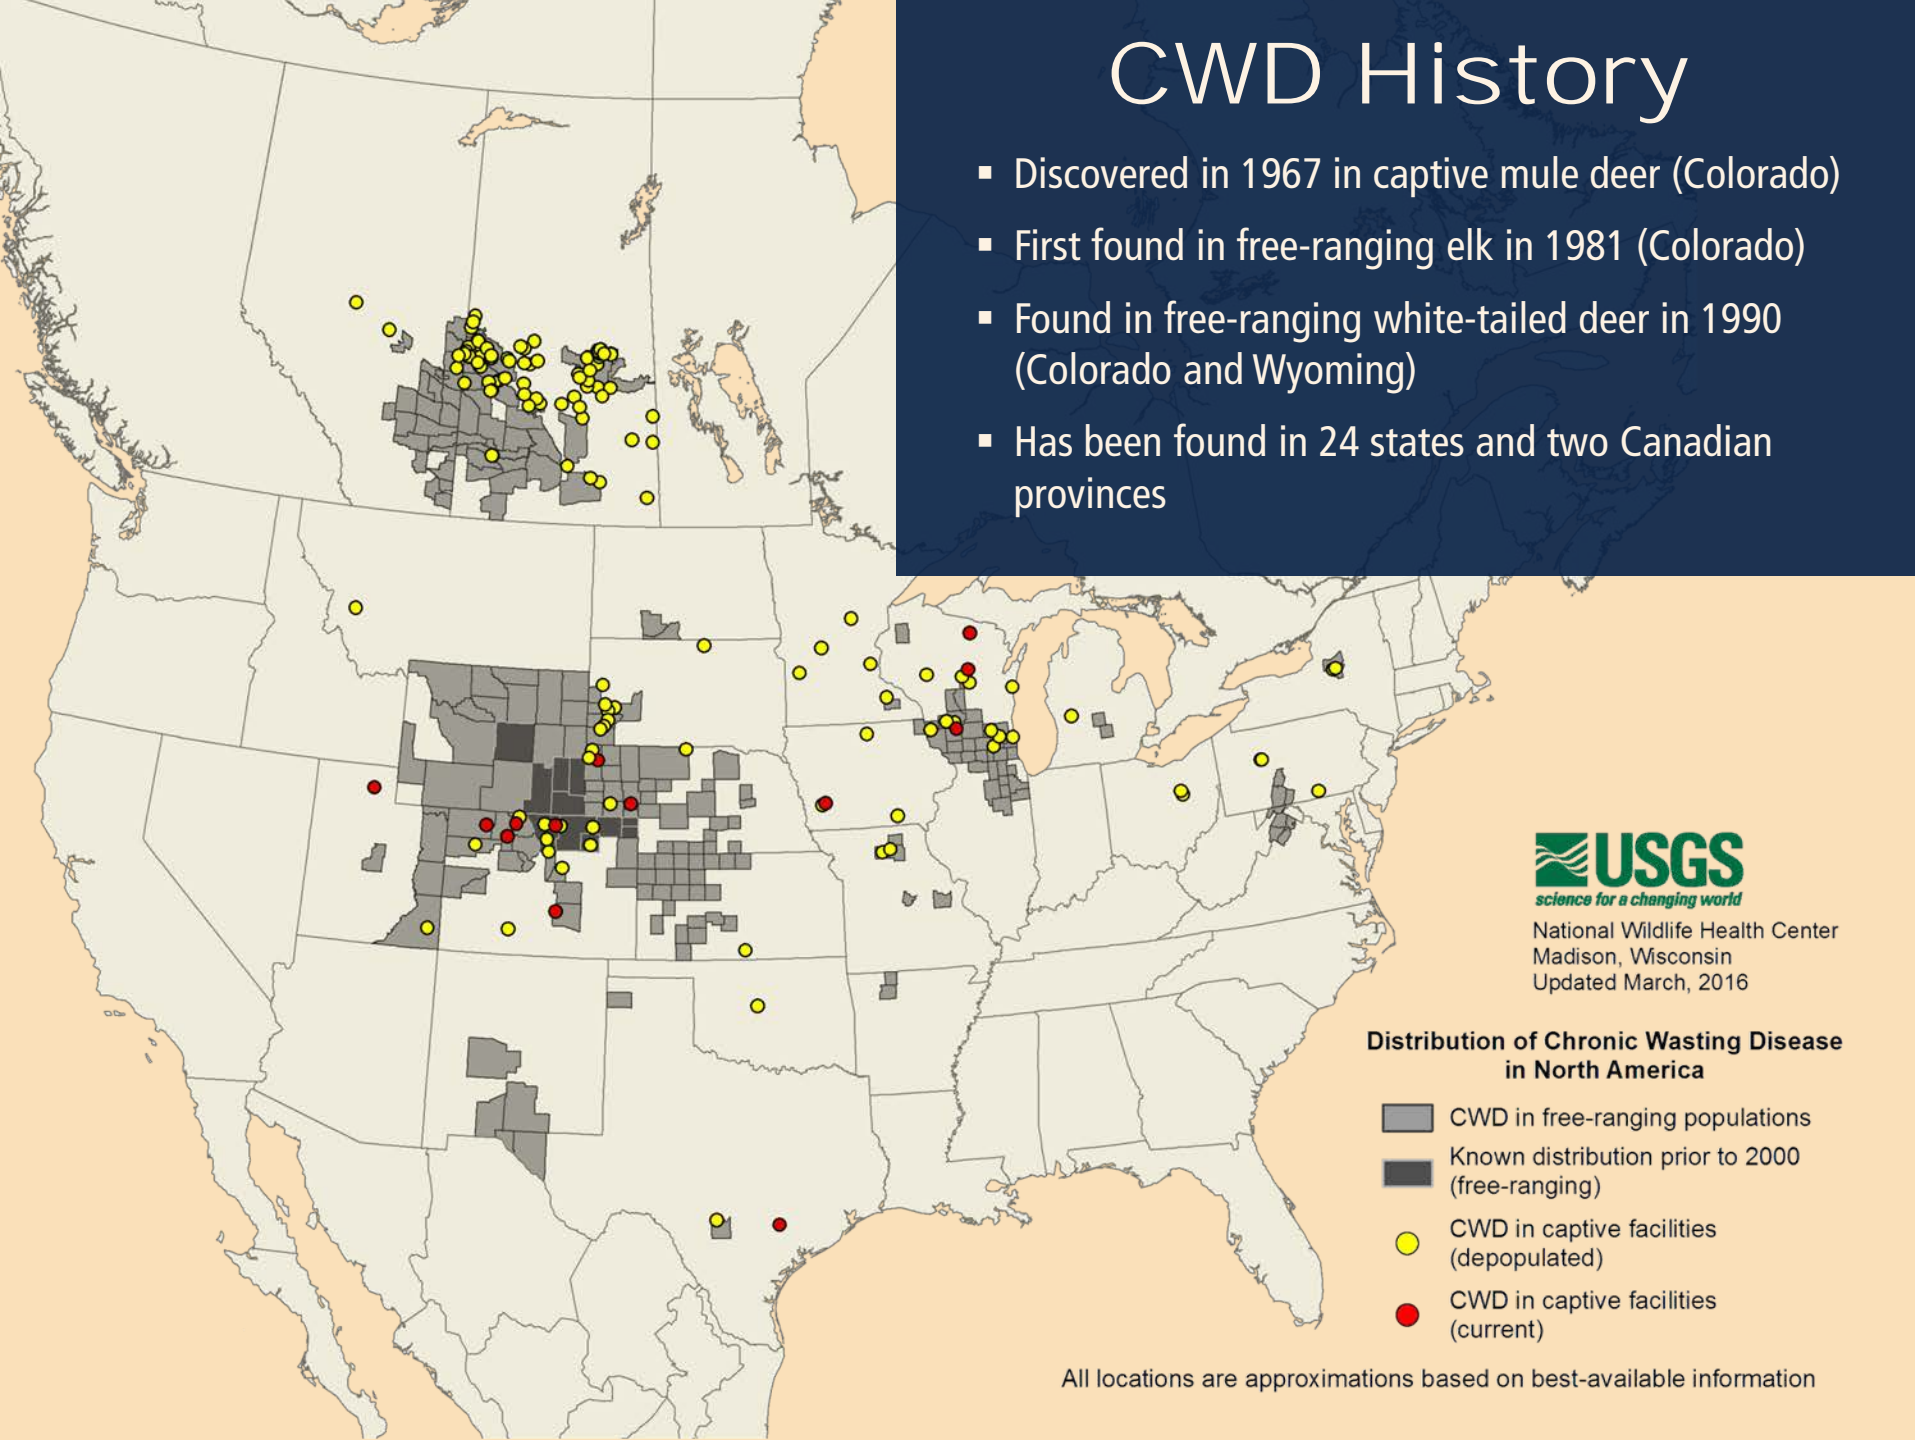 CWD History
▪ Discovered in 1967 in captive mule deer (Colorado)
▪ First found in free-ranging elk in 1981 (Colorado)
▪ Found in free-ranging white-tailed deer in 1990
(Colorado and Wyoming)
▪ Has been found in 24 states and two Canadian
provinces
USGS
science for a changing world
National Wildlife Health Center
Madison, Wisconsin
Updated March, 2016
Distribution of Chronic Wasting Disease
in North America
CWD in free-ranging populations
Known distribution prior to 2000
(free-ranging)
CWD in captive facilities
(depopulated)
CWD in captive facilities
(current)
All locations are approximations based on best-available information